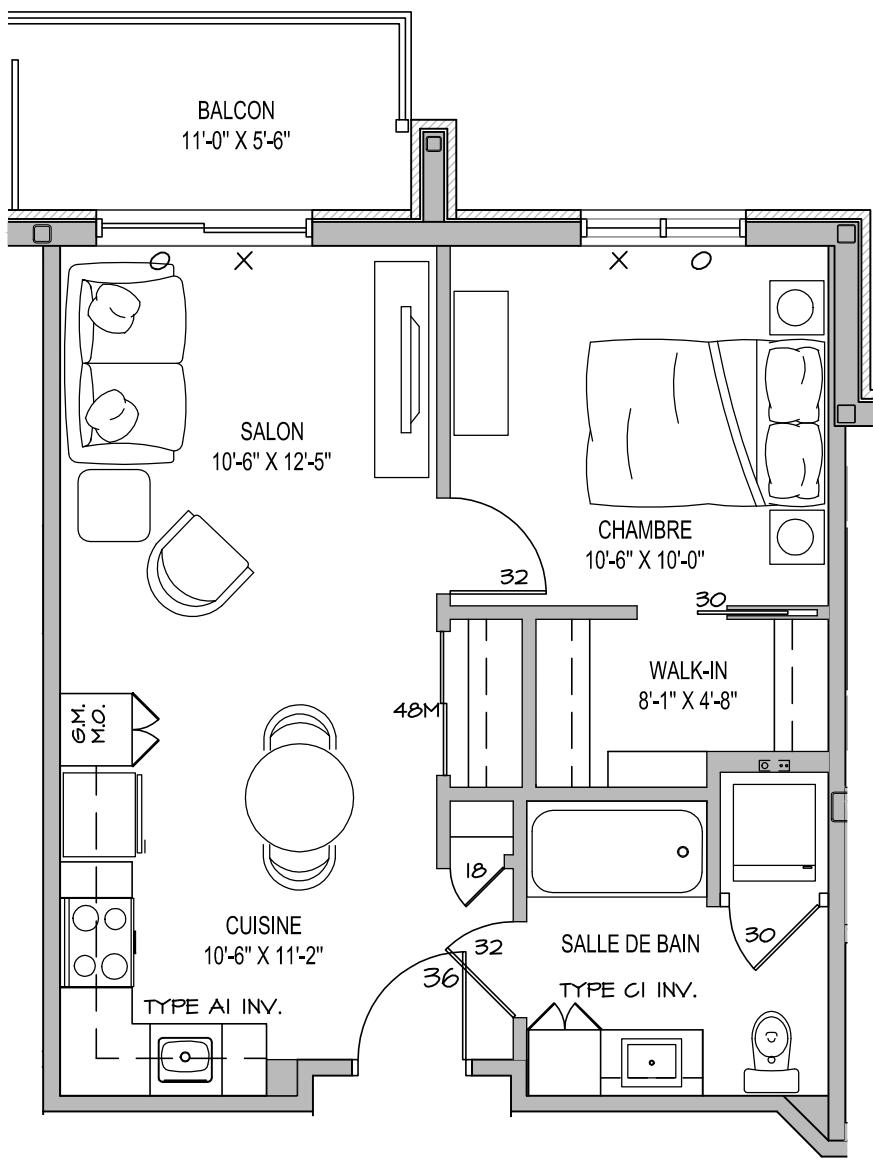 BALCON
11'-0" X 5'-6"
O X
X O
SALON
10'-6" X 12'-5"
CHAMBRE
10'-6" X 10'-0"
32
30
WALK-IN
8'-1" X 4'-8"
G.M.
M.O.
48M
18
CUISINE
10'-6" X 11'-2"
32
36
SALLE DE BAIN
30
TYPE A1 INV.
TYPE C1 INV.